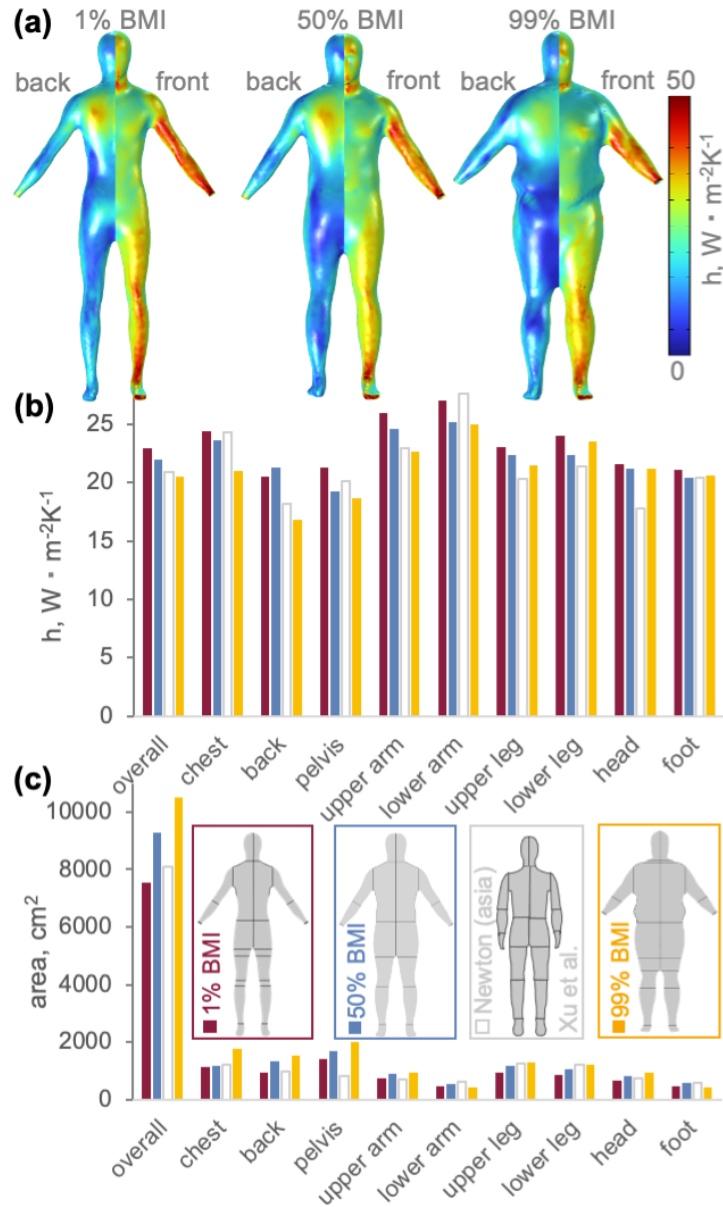 (a)
1% BMI
50% BMI
99% BMI
back
front
back
front
back
front
50
h, W • m⁻²K⁻¹
0
(b)
h, W • m⁻²K⁻¹
25
20
15
10
5
0
overall
chest
back
pelvis
upper arm
lower arm
upper leg
lower leg
head
foot
(c)
area, cm²
10000
8000
6000
4000
2000
0
1% BMI
50% BMI
Newton (asia)
Xu et al.
99% BMI
overall
chest
back
pelvis
upper arm
lower arm
upper leg
lower leg
head
foot